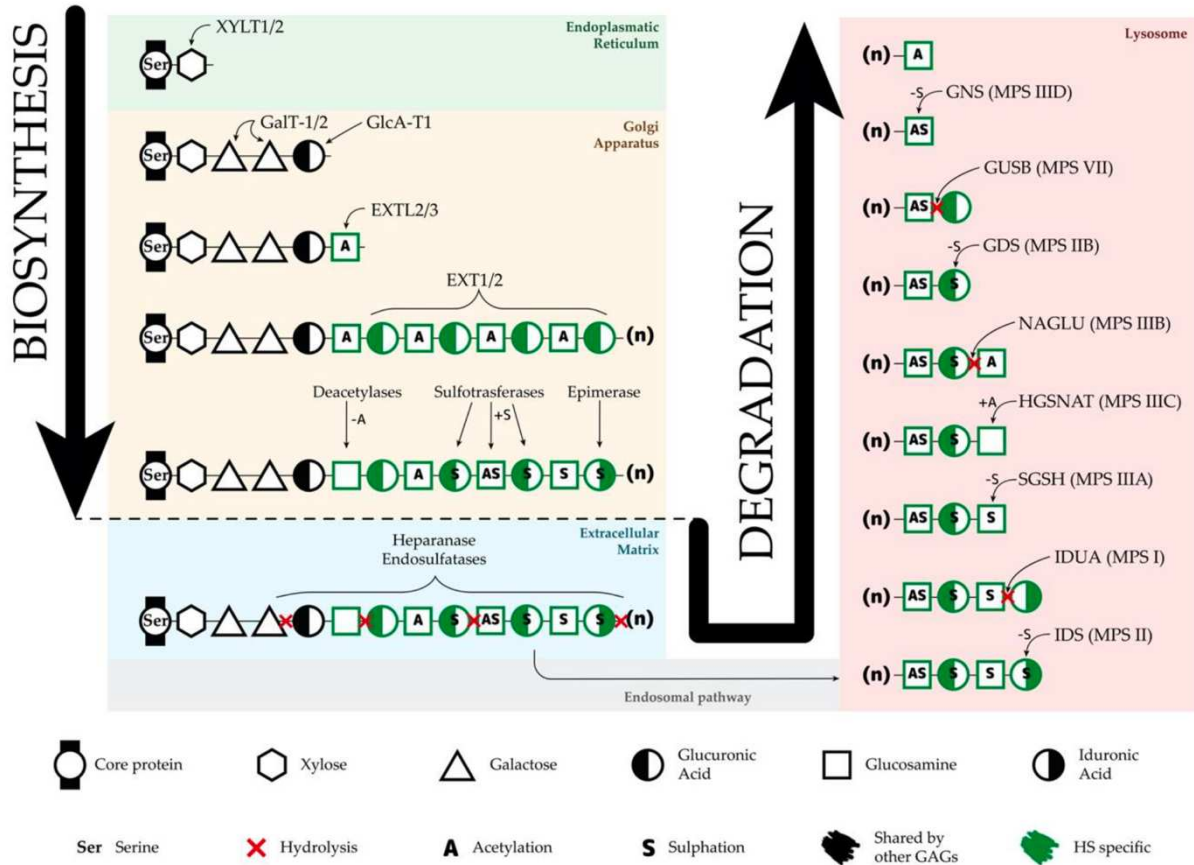 BIOSYNTHESIS
Endoplasmatic
Reticulum
XYLT1/2
Ser
Golgi
Apparatus
GalT-1/2
GlcA-T1
Ser
EXTL2/3
Ser A
EXT1/2
Ser A A A A (n)
Deacetylases Sulfotrasferases Epimerase
-A +S
Ser A S AS S S S (n)
Extracellular
Matrix
Heparanase
Endosulfatases
Ser A S AS S S S (n)
Endosomal pathway
DEGRADATION
Lysosome
(n) A
-S GNS (MPS IIID)
(n) AS
GUSB (MPS VII)
(n) AS
-S GDS (MPS IIB)
(n) AS S
NAGLU (MPS IIIB)
(n) AS S A
+A HGSNAT (MPS IIIC)
(n) AS S
-S SGSH (MPS IIIA)
(n) AS S S
IDUA (MPS I)
(n) AS S S
-S IDS (MPS II)
(n) AS S S S
Core protein
Xylose
Galactose
Glucuronic
Acid
Glucosamine
Iduronic
Acid
Ser Serine
Hydrolysis
A Acetylation
S Sulphation
Shared by
other GAGs
HS specific